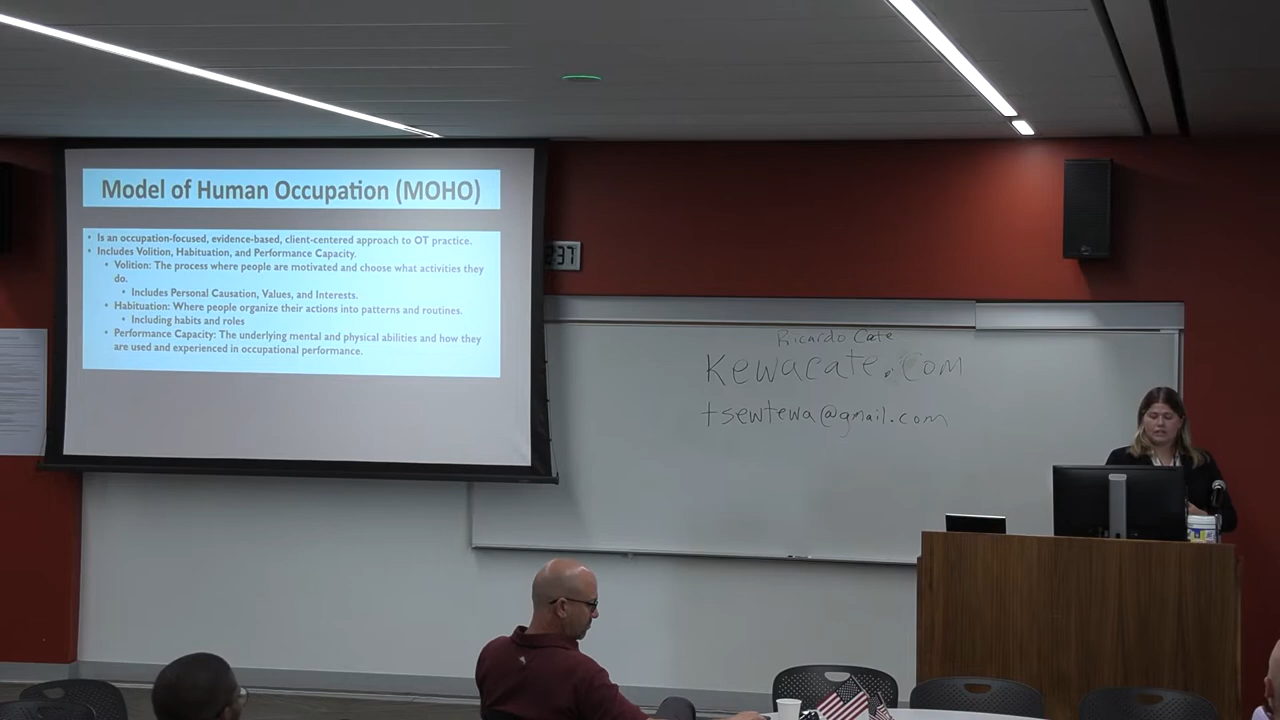 Model of Human Occupation (MOHO)
• Is an occupation-focused, evidence-based, client-centered approach to OT practice.
• Includes Volition, Habituation, and Performance Capacity.
• Volition: The process where people are motivated and choose what activities they
do.
• Includes Personal Causation, Values, and Interests.
• Habituation: Where people organize their actions into patterns and routines.
• Including habits and roles
• Performance Capacity: The underlying mental and physical abilities and how they
are used and experienced in occupational performance.
:37
Ricardo Cate
Kewacate.com
tsewtewa@gmail.com